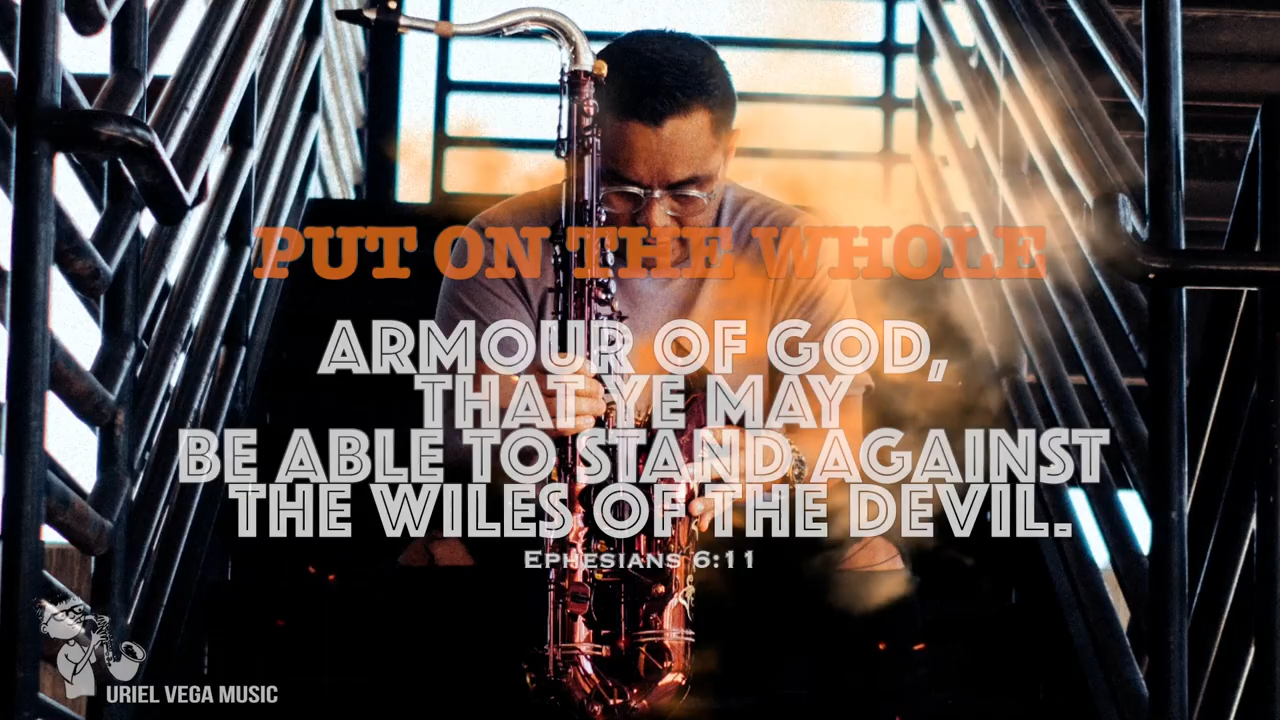 PUT ON THE WHOLE
ARMOUR OF GOD,
THAT YE MAY
BE ABLE TO STAND AGAINST
THE WILES OF THE DEVIL.
EPHESIANS 6:11
URIEL VEGA MUSIC